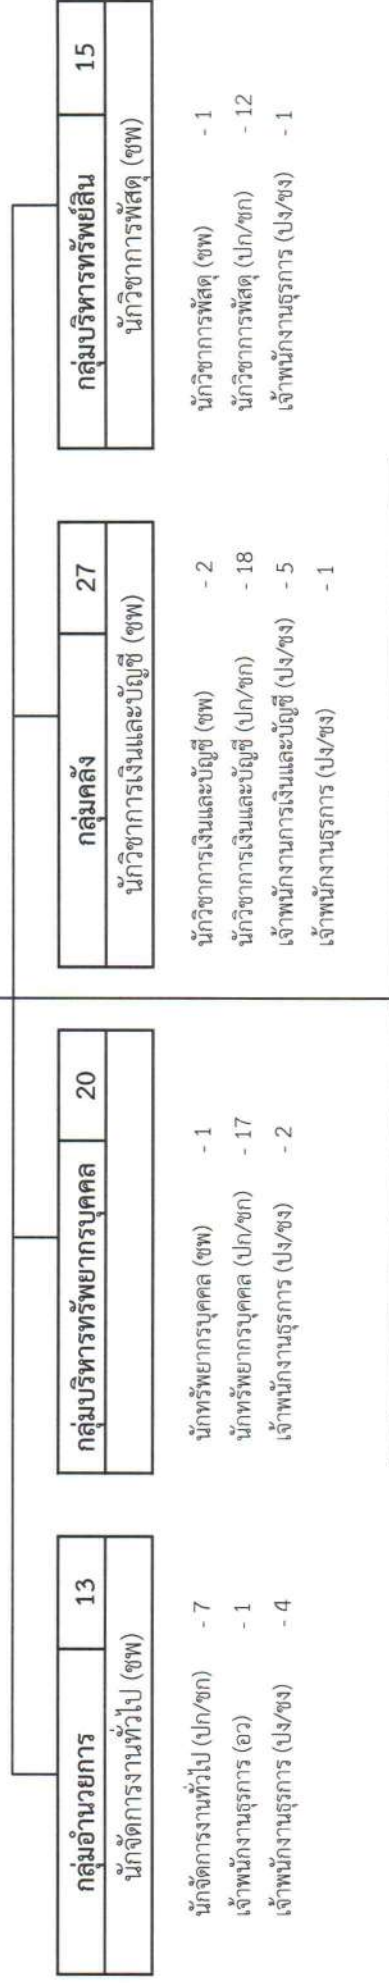 กลุ่มอำนวยการ 13
นักจัดการงานทั่วไป (ชพ)
นักจัดการงานทั่วไป (ปก/ชก) - 7
เจ้าพนักงานธุรการ (อว) - 1
เจ้าพนักงานธุรการ (ปง/ชง) - 4
กลุ่มบริหารทรัพยากรบุคคล 20
นักทรัพยากรบุคคล (ชพ) - 1
นักทรัพยากรบุคคล (ปก/ชก) - 17
เจ้าพนักงานธุรการ (ปง/ชง) - 2
กลุ่มคลัง 27
นักวิชาการเงินและบัญชี (ชพ)
นักวิชาการเงินและบัญชี (ชพ) - 2
นักวิชาการเงินและบัญชี (ปก/ชก) - 18
เจ้าพนักงานการเงินและบัญชี (ปง/ชง) - 5
เจ้าพนักงานธุรการ (ปง/ชง) - 1
กลุ่มบริหารทรัพย์สิน 15
นักวิชาการพัสดุ (ชพ)
นักวิชาการพัสดุ (ชพ) - 1
นักวิชาการพัสดุ (ปก/ชก) - 12
เจ้าพนักงานธุรการ (ปง/ชง) - 1